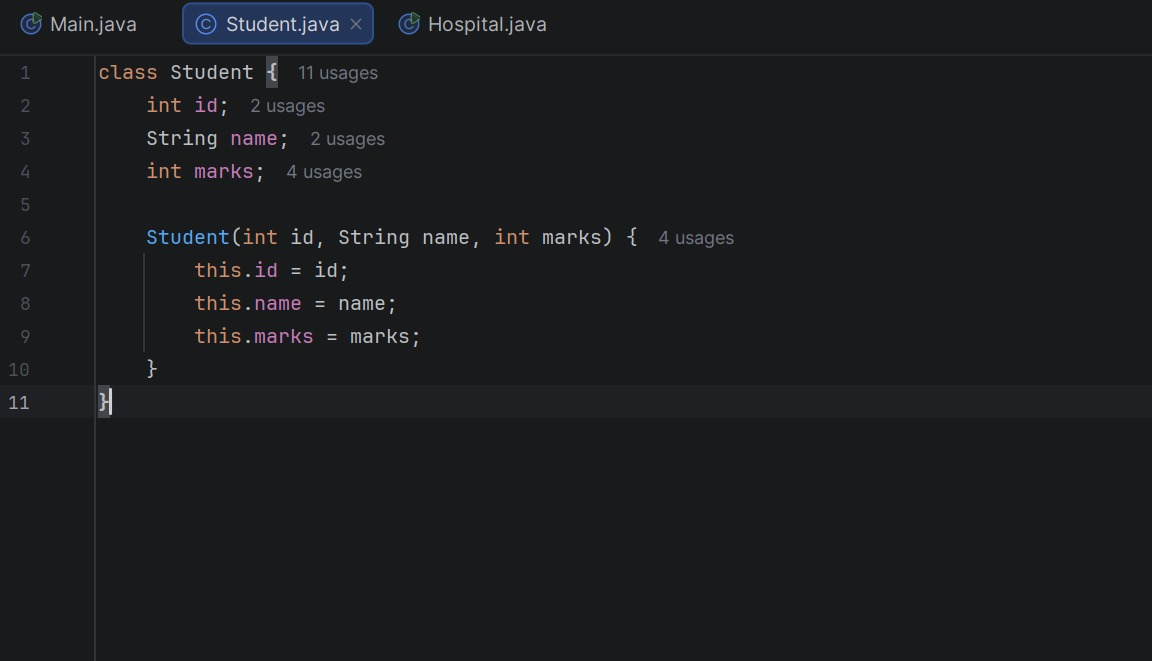 Main.java Student.java Hospital.java
1 class Student { 11 usages
2 int id; 2 usages
3 String name; 2 usages
4 int marks; 4 usages
5
6 Student(int id, String name, int marks) { 4 usages
7 this.id = id;
8 this.name = name;
9 this.marks = marks;
10 }
11 }